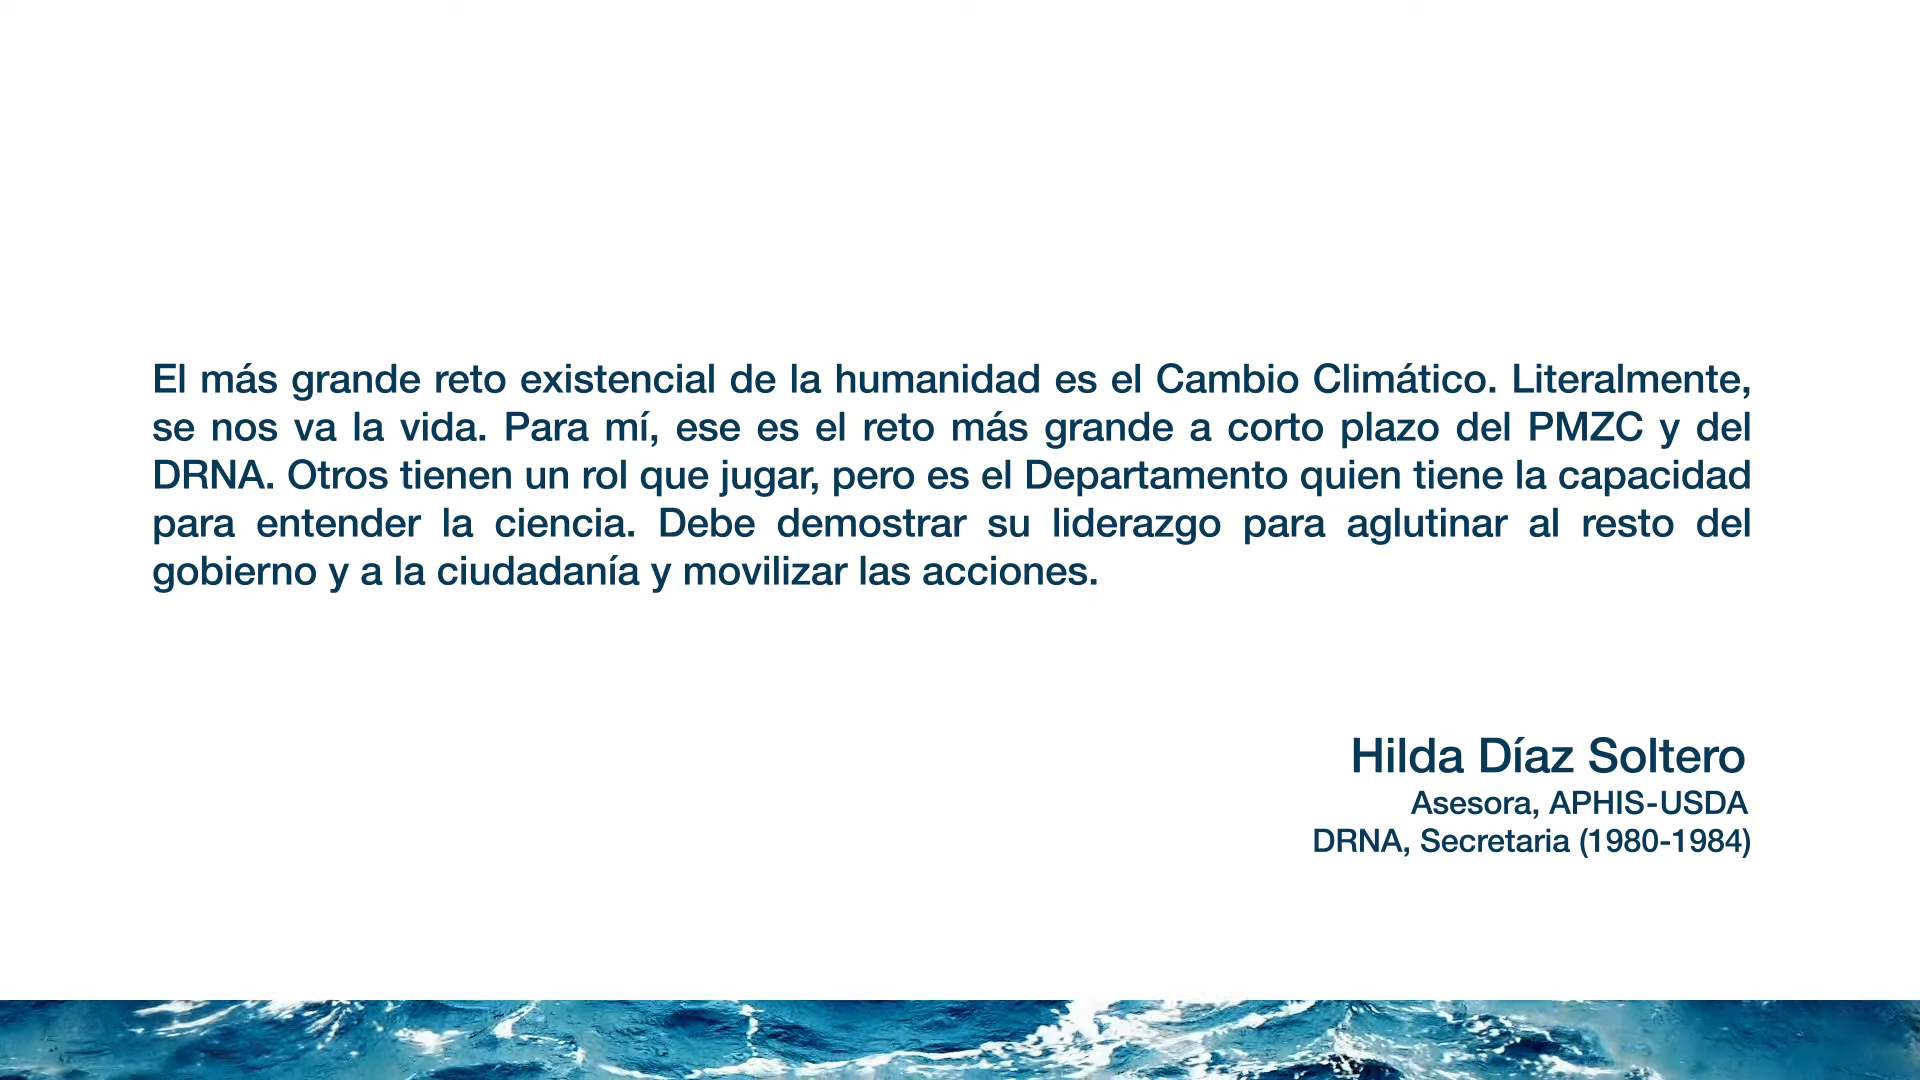 El más grande reto existencial de la humanidad es el Cambio Climático. Literalmente,
se nos va la vida. Para mí, ese es el reto más grande a corto plazo del PMZC y del
DRNA. Otros tienen un rol que jugar, pero es el Departamento quien tiene la capacidad
para entender la ciencia. Debe demostrar su liderazgo para aglutinar al resto del
gobierno y a la ciudadanía y movilizar las acciones.
Hilda Díaz Soltero
Asesora, APHIS-USDA
DRNA, Secretaria (1980-1984)